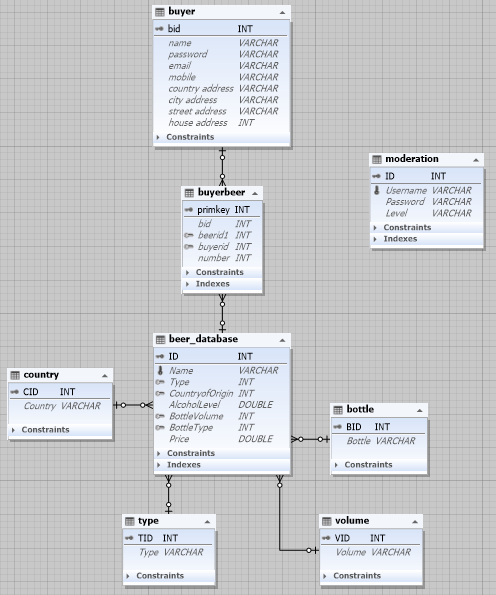 buyer
bid INT
name VARCHAR
password VARCHAR
email VARCHAR
mobile VARCHAR
country address VARCHAR
city address VARCHAR
street address VARCHAR
house address INT
Constraints
moderation
ID INT
Username VARCHAR
Password VARCHAR
Level VARCHAR
Constraints
Indexes
buyerbeer
primkey INT
bid INT
beerid1 INT
buyerid INT
number INT
Constraints
Indexes
beer_database
ID INT
Name VARCHAR
Type INT
CountryofOrigin INT
AlcoholLevel DOUBLE
BottleVolume INT
BottleType INT
Price DOUBLE
Constraints
Indexes
country
CID INT
Country VARCHAR
Constraints
bottle
BID INT
Bottle VARCHAR
Constraints
type
TID INT
Type VARCHAR
Constraints
volume
VID INT
Volume VARCHAR
Constraints